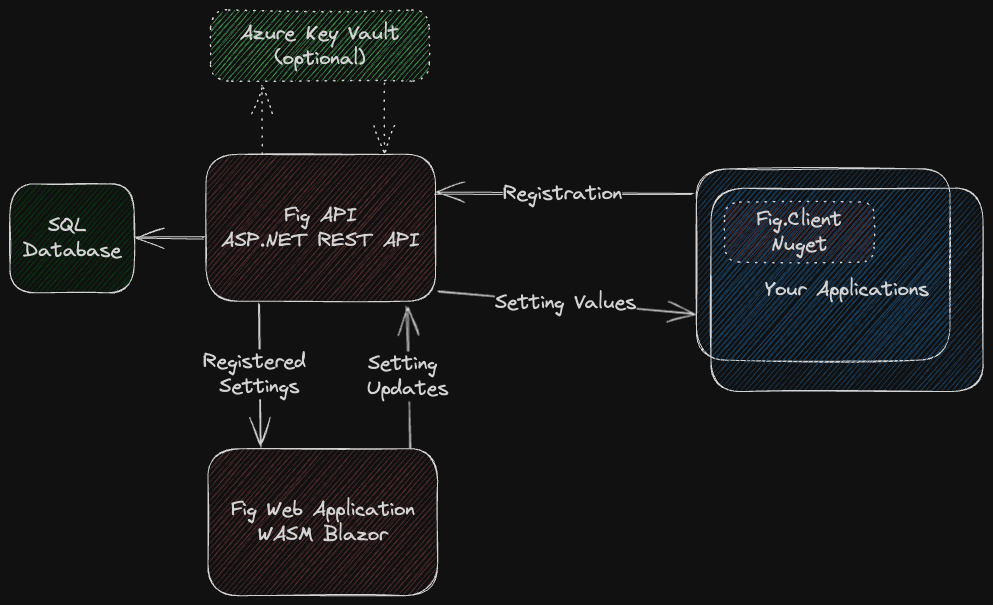 Azure Key Vault
(optional)
SQL
Database
Fig API
ASP.NET REST API
Registration
Fig.Client
Nuget
Your Applications
Setting Values
Registered
Settings
Setting
Updates
Fig Web Application
WASM Blazor